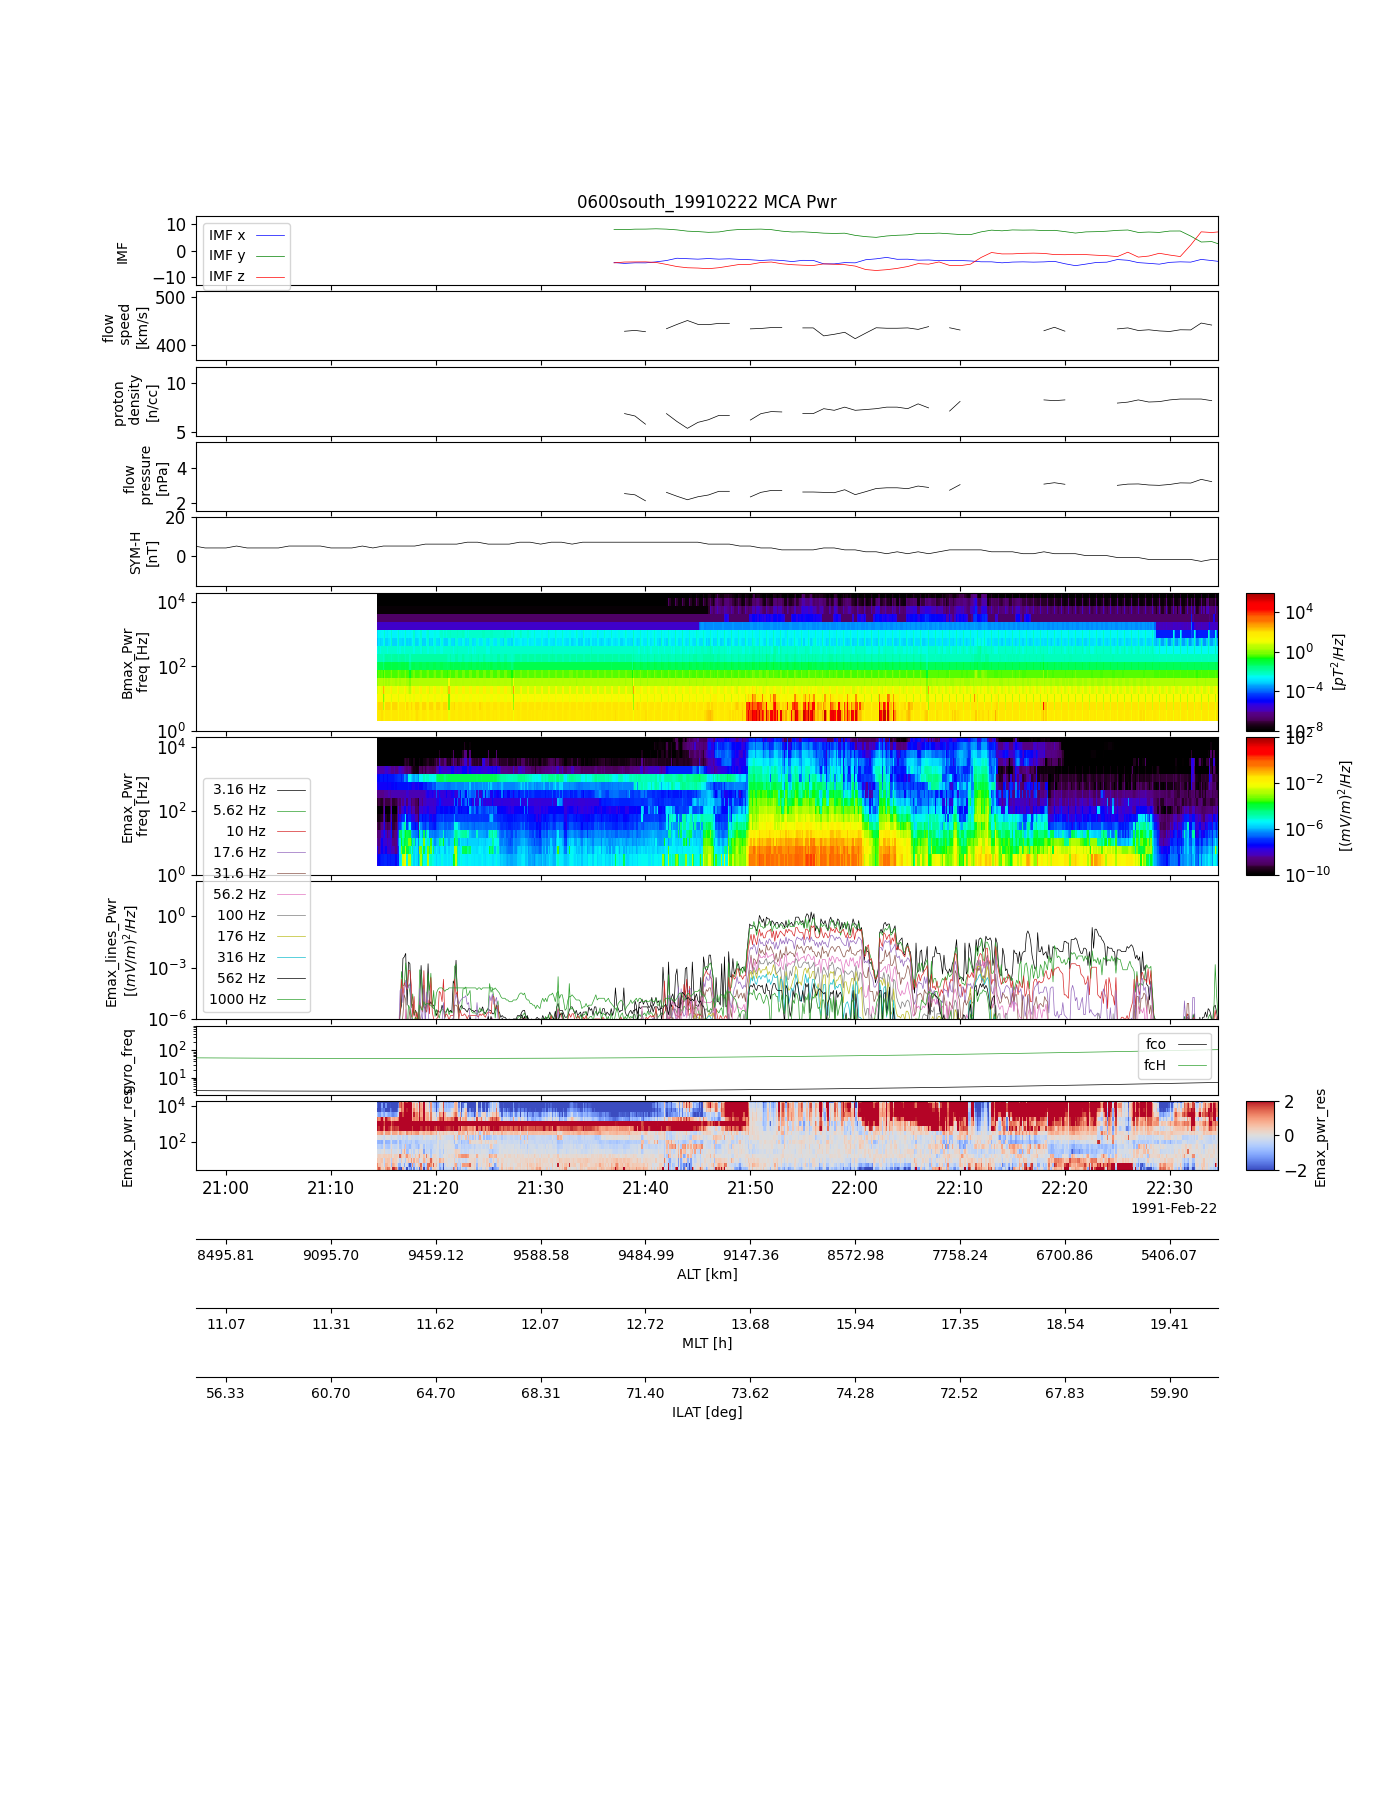 0600south_19910222 MCA Pwr
10
0
−10
IMF
IMF x
IMF y
IMF z
500
400
flow
speed
[km/s]
10
5
proton
density
[n/cc]
4
2
flow
pressure
[nPa]
20
0
SYM-H
[nT]
10^4
10^2
10^0
Bmax_Pwr
freq [Hz]
10^4
10^0
10^-4
10^-8
[pT^2/Hz]
10^4
10^2
10^0
Emax_Pwr
freq [Hz]
10^2
10^-2
10^-6
10^-10
[(mV/m)^2/Hz]
3.16 Hz
5.62 Hz
10 Hz
17.6 Hz
31.6 Hz
56.2 Hz
100 Hz
176 Hz
316 Hz
562 Hz
1000 Hz
10^0
10^-3
10^-6
Emax_lines_Pwr
[(mV/m)^2/Hz]
10^2
10^1
gyro_freq
fco
fcH
10^4
10^2
Emax_pwr_res
2
0
−2
Emax_pwr_res
21:00 21:10 21:20 21:30 21:40 21:50 22:00 22:10 22:20 22:30
1991-Feb-22
8495.81 9095.70 9459.12 9588.58 9484.99 9147.36 8572.98 7758.24 6700.86 5406.07
ALT [km]
11.07 11.31 11.62 12.07 12.72 13.68 15.94 17.35 18.54 19.41
MLT [h]
56.33 60.70 64.70 68.31 71.40 73.62 74.28 72.52 67.83 59.90
ILAT [deg]